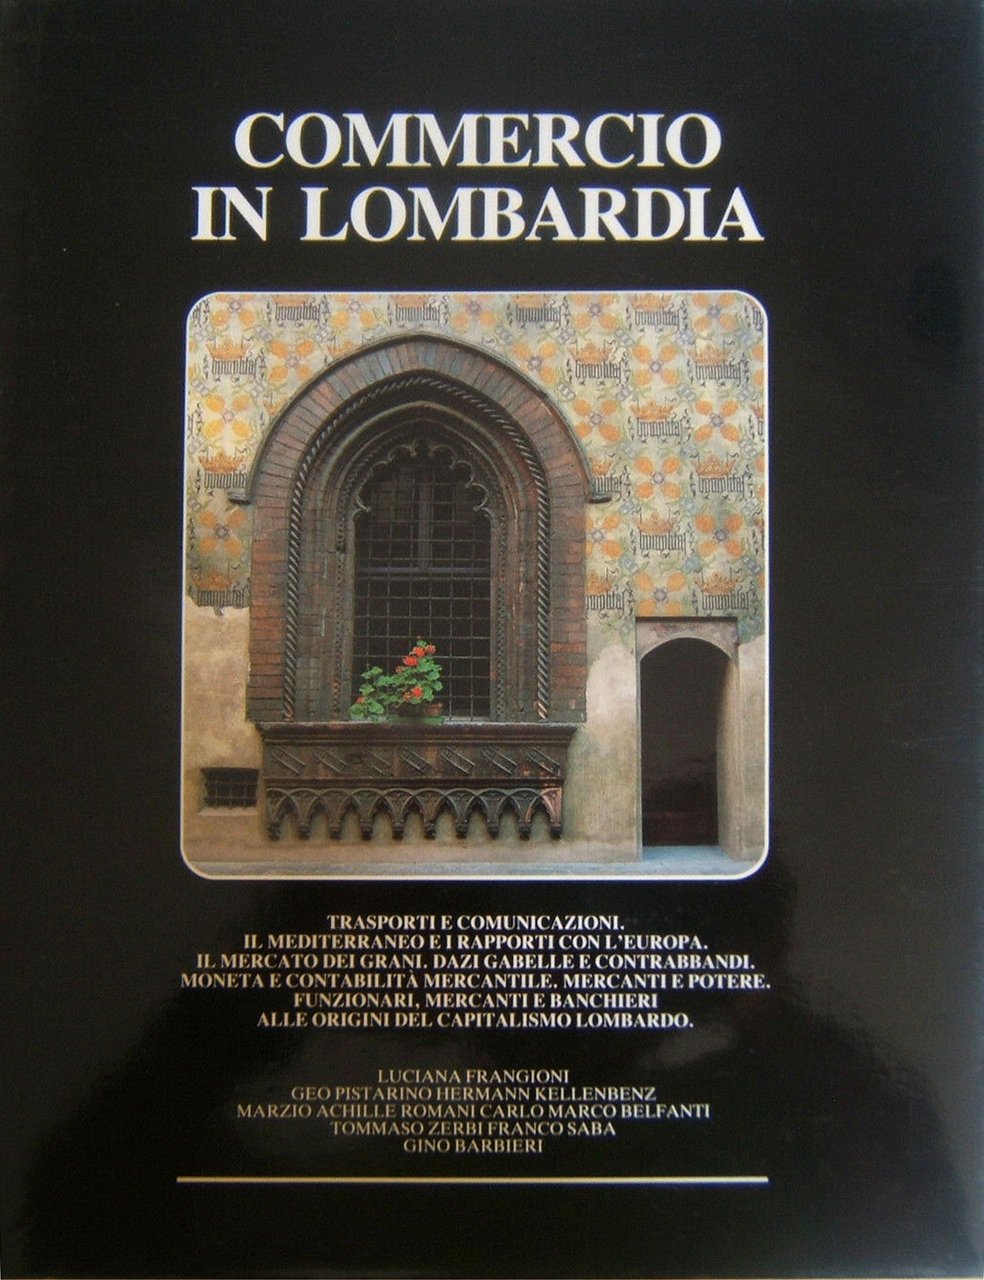 COMMERCIO
IN LOMBARDIA
TRASPORTI E COMUNICAZIONI.
IL MEDITERRANEO E I RAPPORTI CON L'EUROPA.
IL MERCATO DEI GRANI. DAZI GABELLE E CONTRABBANDI.
MONETA E CONTABILITÀ MERCANTILE. MERCANTI E POTERE.
FUNZIONARI, MERCANTI E BANCHIERI
ALLE ORIGINI DEL CAPITALISMO LOMBARDO.
LUCIANA FRANGIONI
GEO PISTARINO HERMANN KELLENBENZ
MARZIO ACHILLE ROMANI CARLO MARCO BELFANTI
TOMMASO ZERBI FRANCO SABA
GINO BARBIERI